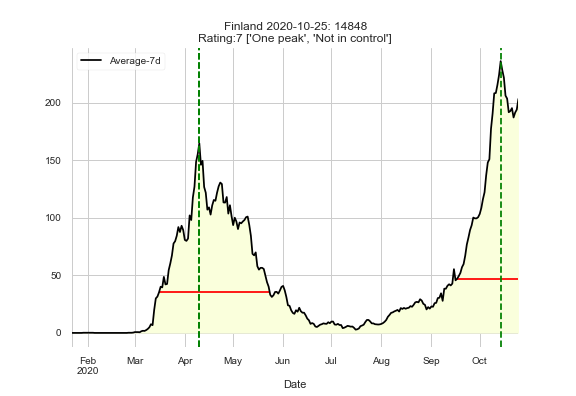 Finland 2020-10-25: 14848
Rating:7 ['One peak', 'Not in control']
Average-7d
200
150
100
50
0
Feb
2020
Mar
Apr
May
Jun
Jul
Aug
Sep
Oct
Date